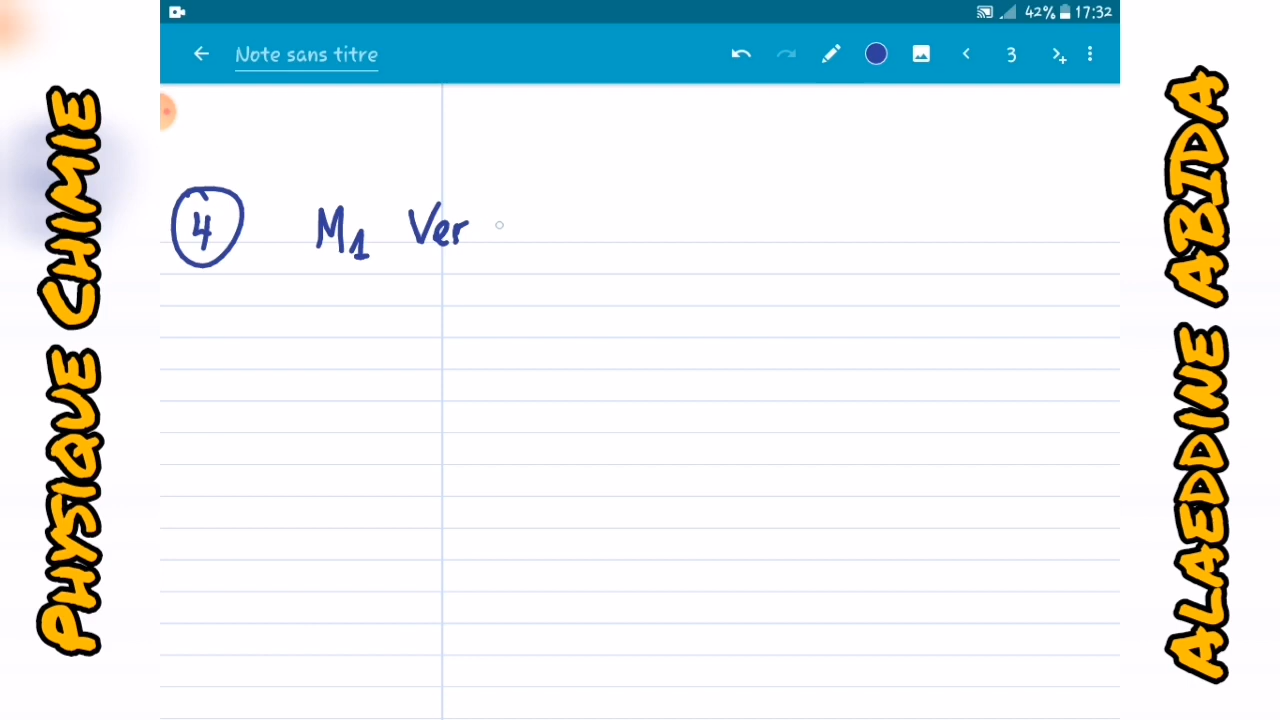 42% 17:32
Note sans titre
3
4 M1 Ver
PHYSIQUE CHIMIE
ALAEDDINE ABIDA